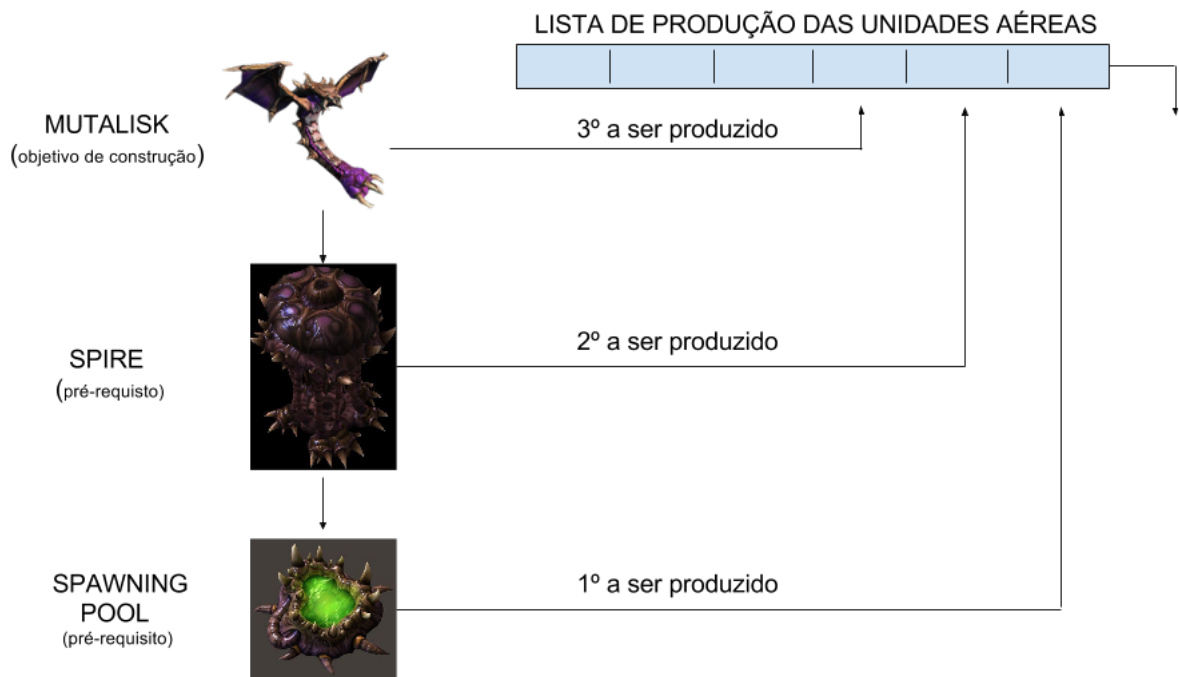 LISTA DE PRODUÇÃO DAS UNIDADES AÉREAS
MUTALISK
(objetivo de construção)
3º a ser produzido
SPIRE
(pré-requisto)
2º a ser produzido
SPAWNING
POOL
(pré-requisito)
1º a ser produzido